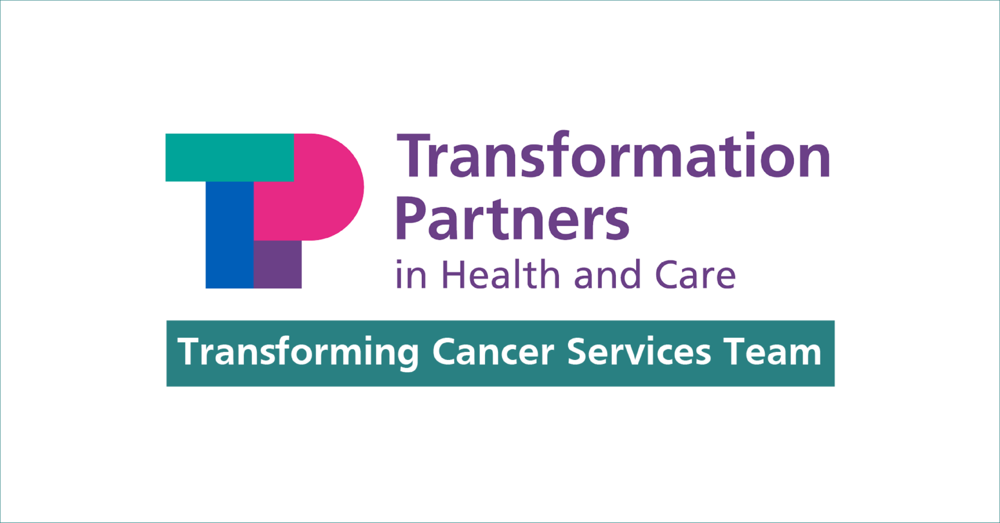 Transformation
Partners
in Health and Care
Transforming Cancer Services Team